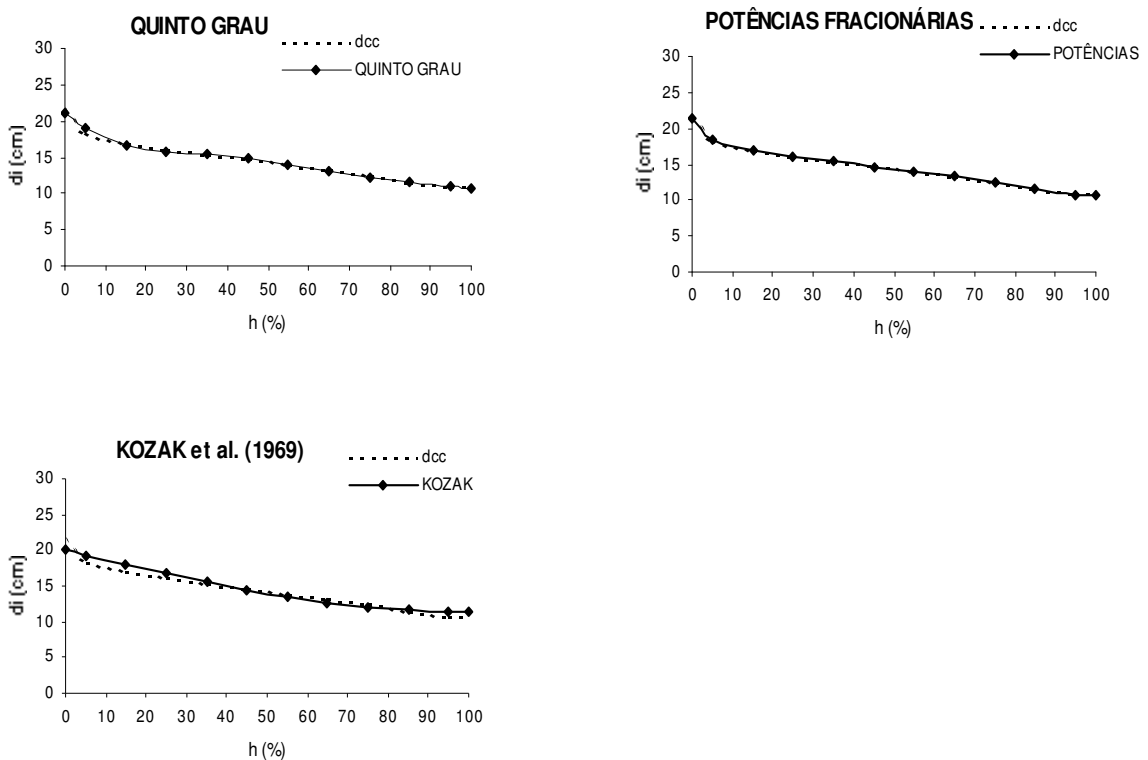 QUINTO GRAU
dcc
QUINTO GRAU
30
25
20
15
10
5
0
di [cm]
0 10 20 30 40 50 60 70 80 90 100
h (%)
POTÊNCIAS FRACIONÁRIAS
dcc
POTÊNCIAS
30
25
20
15
10
5
0
di [cm]
0 10 20 30 40 50 60 70 80 90 100
h (%)
KOZAK et al. (1969)
dcc
KOZAK
30
25
20
15
10
5
0
di [cm]
0 10 20 30 40 50 60 70 80 90 100
h (%)